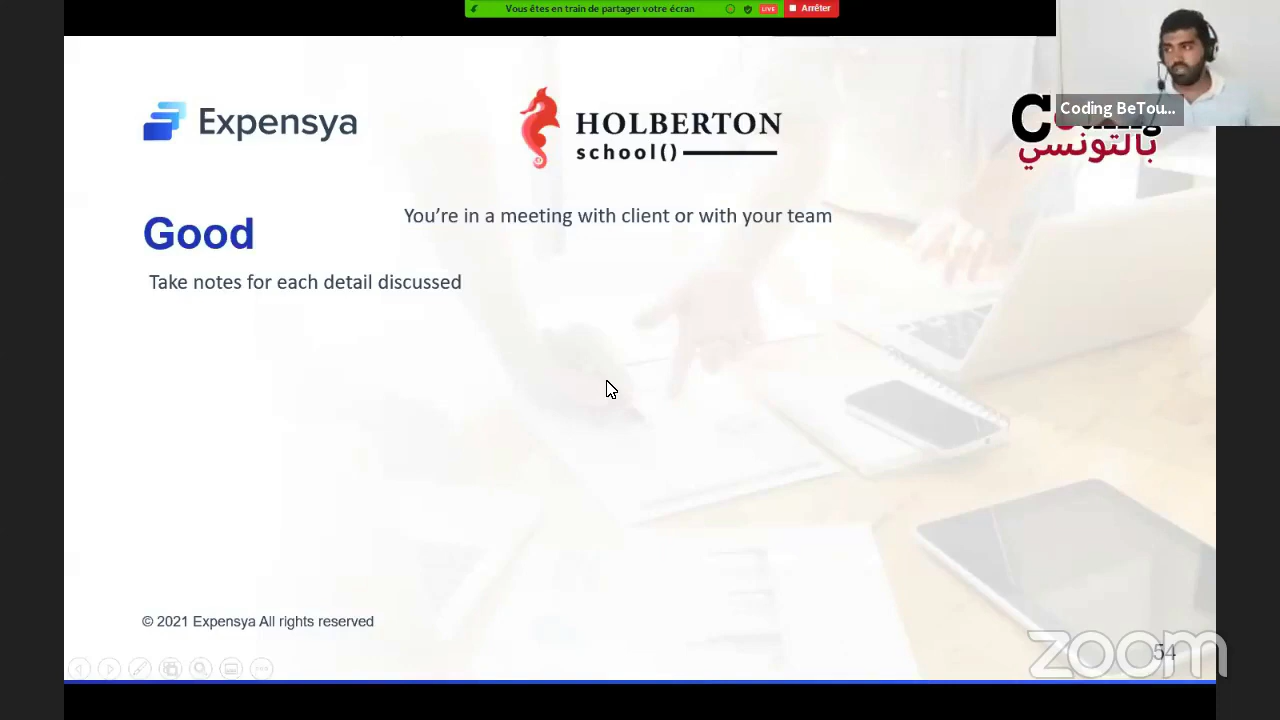 Vous êtes en train de partager votre écran
LIVE
Arrêter
Expensya
HOLBERTON
school()
Coding BeTou...
بالتونسي
Good
You're in a meeting with client or with your team
Take notes for each detail discussed
© 2021 Expensya All rights reserved
54
zoom